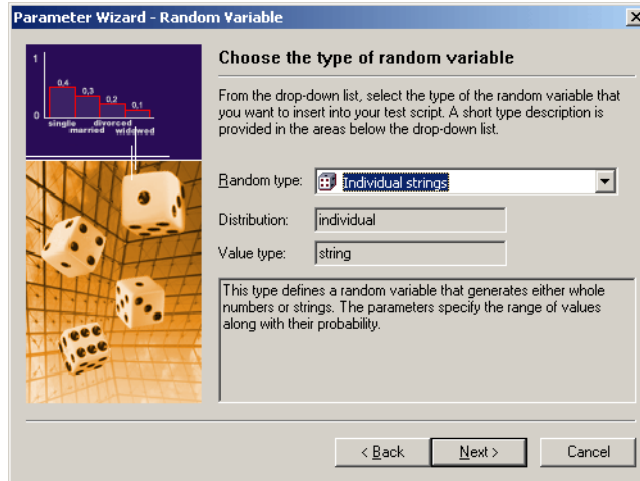 Parameter Wizard - Random Variable
1
0,4
0,3
0,2
0,1
0
single
divorced
married
widowed
Choose the type of random variable
From the drop-down list, select the type of the random variable that
you want to insert into your test script. A short type description is
provided in the areas below the drop-down list.
Random type:
Individual strings
Distribution:
individual
Value type:
string
This type defines a random variable that generates either whole
numbers or strings. The parameters specify the range of values
along with their probability.
< Back
Next >
Cancel